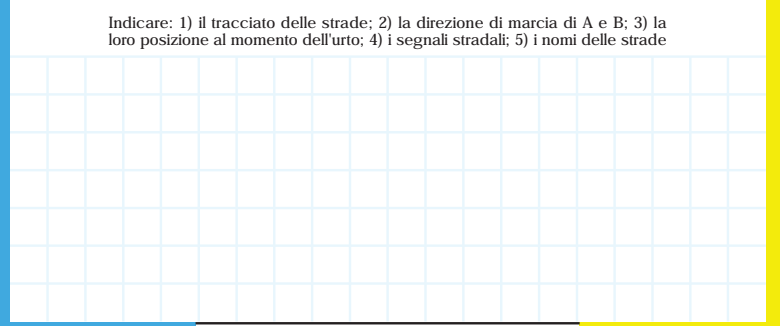 Indicare: 1) il tracciato delle strade; 2) la direzione di marcia di A e B; 3) la
loro posizione al momento dell'urto; 4) i segnali stradali; 5) i nomi delle strade